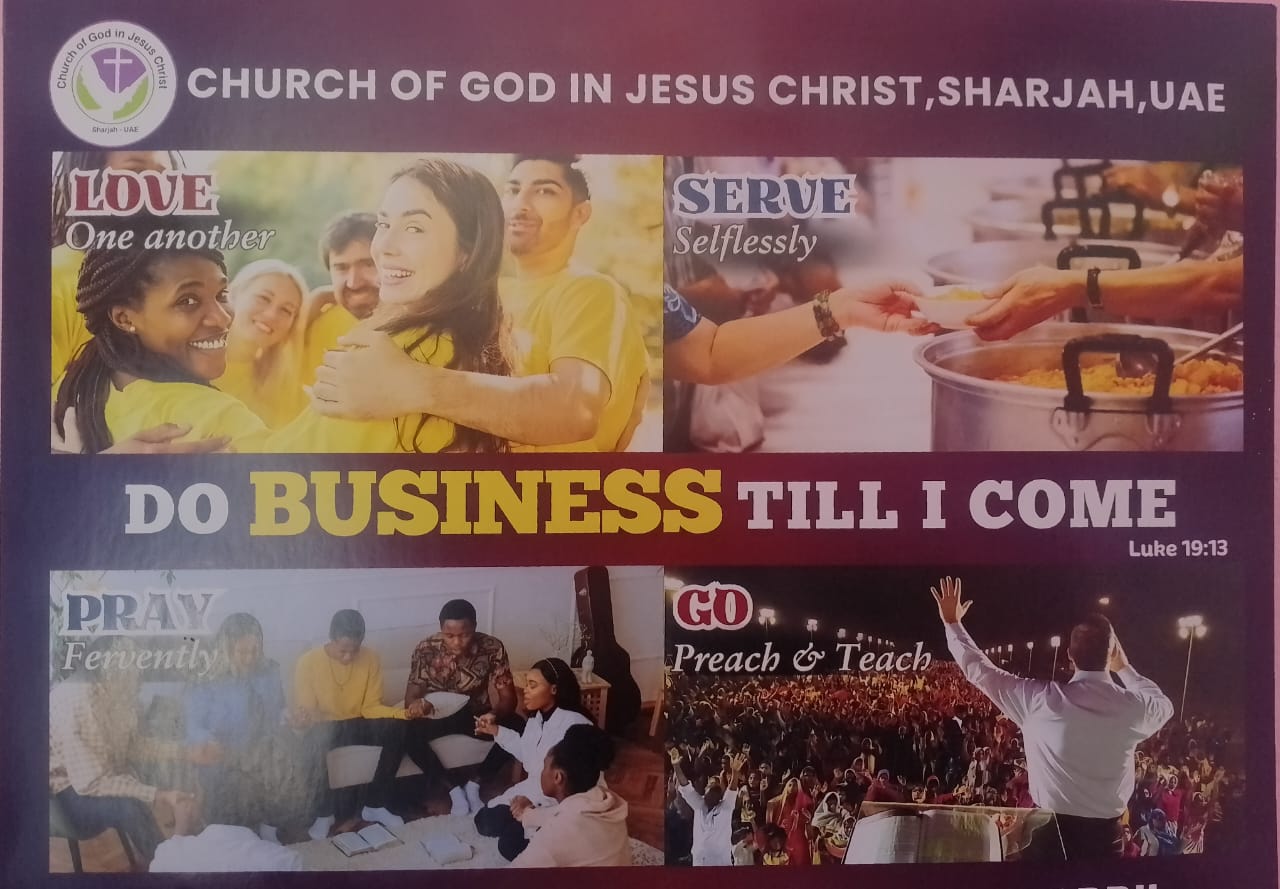 Church of God in Jesus Christ
Sharjah - UAE
CHURCH OF GOD IN JESUS CHRIST,SHARJAH,UAE
LOVE
One another
SERVE
Selflessly
DO BUSINESS TILL I COME
Luke 19:13
PRAY
Fervently
GO
Preach & Teach